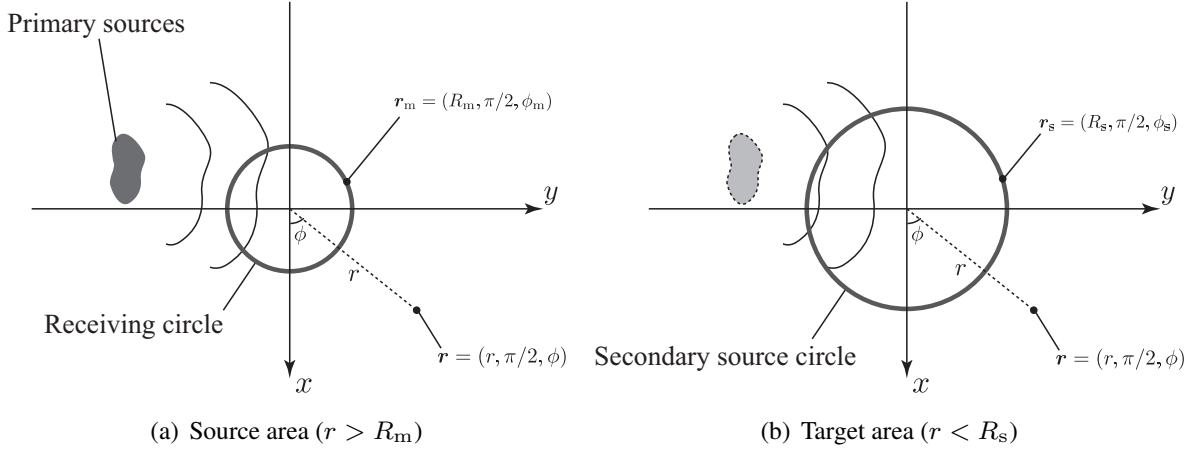 Primary sources
r_m = (R_m, π/2, ϕ_m)
y
ϕ
r
Receiving circle
r = (r, π/2, ϕ)
x
(a) Source area (r > R_m)
r_s = (R_s, π/2, ϕ_s)
y
ϕ
r
Secondary source circle
r = (r, π/2, ϕ)
x
(b) Target area (r < R_s)